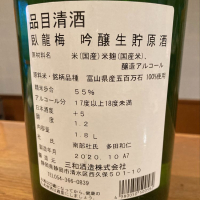 品目清酒
臥龍梅 吟醸生貯原酒
原材料名 米(国産)米麹(国産米)、
醸造アルコール
原料米・銘柄品種 富山県産五百万石 100%使用
精米歩合 55%
アルコール分 17度以上18度未満
日本酒度 +5
酸度 1.2
容量 1.8L
杜氏 南部杜氏 多田和仁
製造年月 2020.10 A7
三和酒造株式会社
静岡県静岡市清水区西久保501-10
TEL.054-366-0839